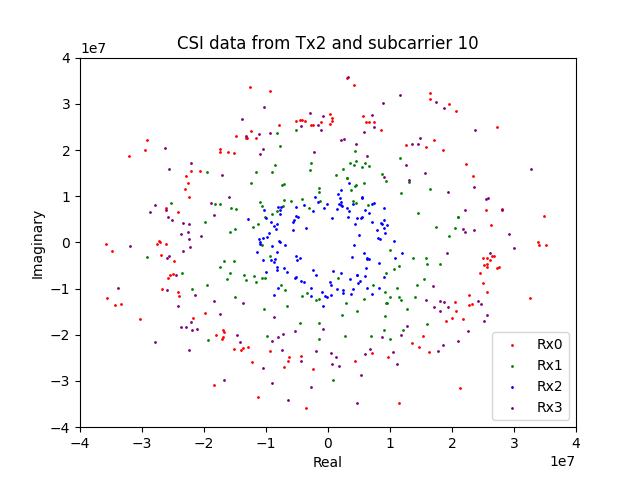 CSI data from Tx2 and subcarrier 10
1e7
4
3
2
1
0
−1
−2
−3
−4
Imaginary
−4 −3 −2 −1 0 1 2 3 4
Real
1e7
Rx0
Rx1
Rx2
Rx3